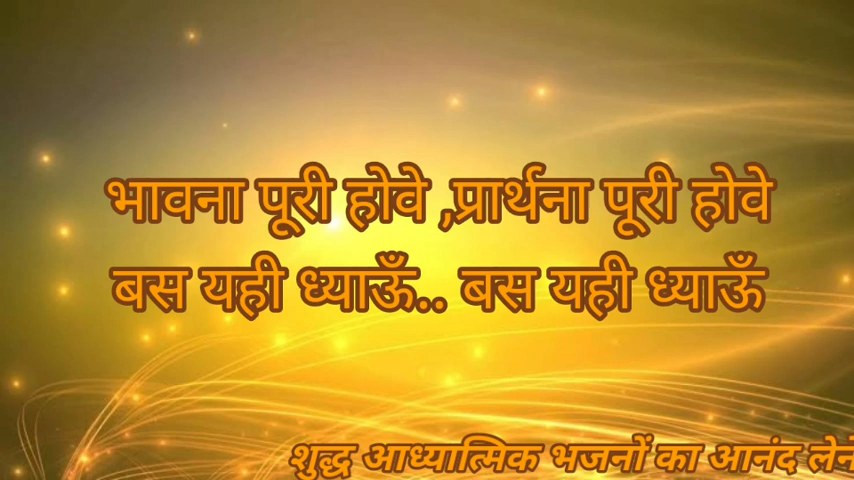 भावना पूरी होवे ,प्रार्थना पूरी होवे
बस यही ध्याऊँ.. बस यही ध्याऊँ
शुद्ध आध्यात्मिक भजनों का आनंद लेने